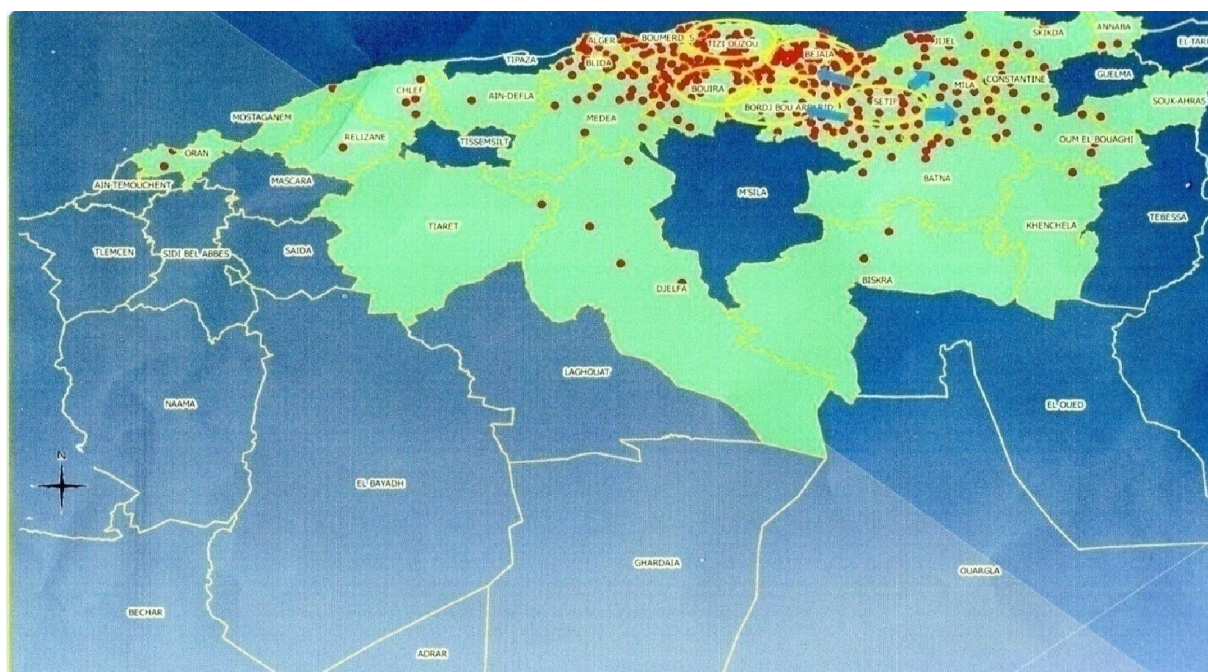 ANNABA
SKIKDA
EL-TARF
ALGER
BOUMERD S
TIZI OUZOU
BEJAIA
JIJEL
TIPAZA
BLIDA
GUELMA
CONSTANTINE
MILA
SOUK-AHRAS
CHLEF
AIN-DEFLA
BOUIRA
SETIF
BORDJ BOU ARRARIDJ
MOSTAGANEM
MEDEA
RELIZANE
TISSEMSILT
OUM EL BOUAGHI
ORAN
AIN-TEMOUCHENT
MASCARA
BATNA
M'SILA
TEBESSA
TIARET
KHENCHELA
TLEMCEN
SIDI BEL ABBES
SAIDA
BISKRA
DJELFA
LAGHOUAT
NAAMA
EL OUED
N
EL BAYADH
GHARDAIA
OUARGLA
BECHAR
ADRAR